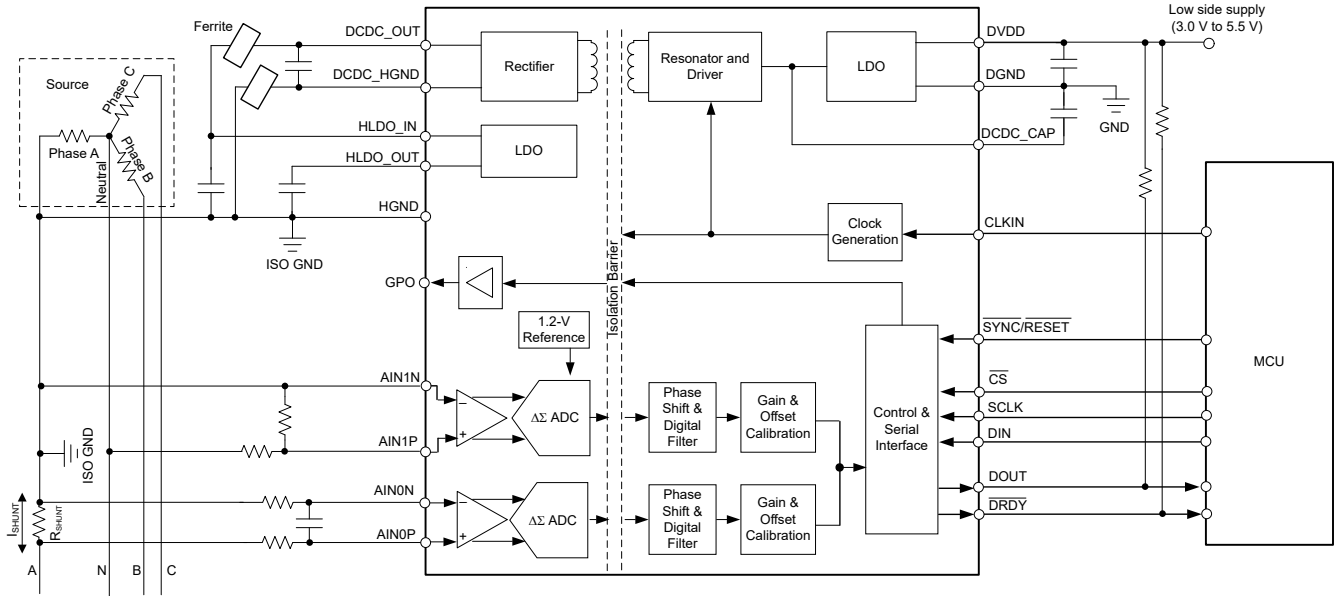 Low side supply
(3.0 V to 5.5 V)
Ferrite
DCDC_OUT
DVDD
Source
Phase C
Rectifier
Resonator and
Driver
LDO
DCDC_HGND
DGND
GND
HLDO_IN
DCDC_CAP
Phase A
Neutral
Phase B
HLDO_OUT
LDO
HGND
Clock
Generation
CLKIN
ISO GND
Isolation Barrier
GPO
1.2-V
Reference
SYNC/RESET
MCU
AIN1N
ΔΣ ADC
Phase
Shift &
Digital
Filter
Gain &
Offset
Calibration
Control &
Serial
Interface
CS
SCLK
DIN
AIN1P
ISO GND
DOUT
AIN0N
ΔΣ ADC
Phase
Shift &
Digital
Filter
Gain &
Offset
Calibration
DRDY
ISHUNT
RSHUNT
AIN0P
A
N
B
C
− +
− +